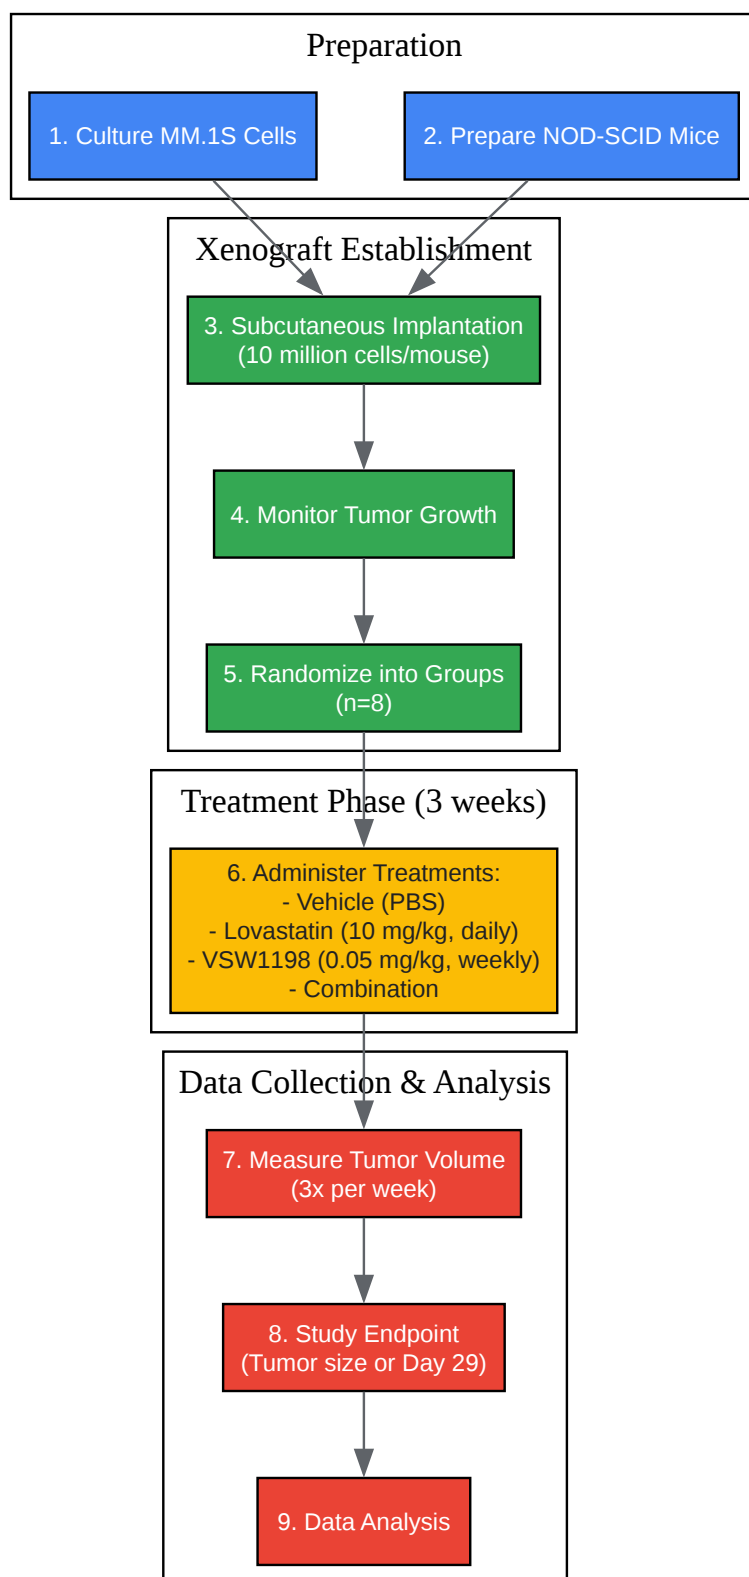 Preparation
1. Culture MM.1S Cells
2. Prepare NOD-SCID Mice
Xenograft Establishment
3. Subcutaneous Implantation
(10 million cells/mouse)
4. Monitor Tumor Growth
5. Randomize into Groups
(n=8)
Treatment Phase (3 weeks)
6. Administer Treatments:
- Vehicle (PBS)
- Lovastatin (10 mg/kg, daily)
- VSW1198 (0.05 mg/kg, weekly)
- Combination
Data Collection & Analysis
7. Measure Tumor Volume
(3x per week)
8. Study Endpoint
(Tumor size or Day 29)
9. Data Analysis